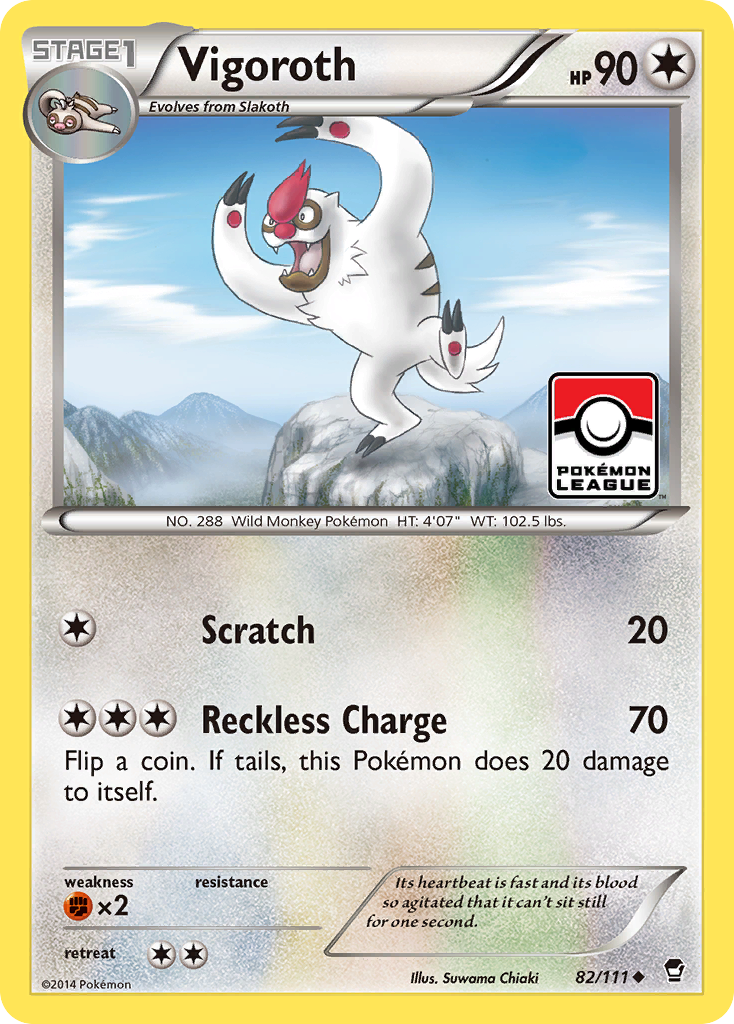 STAGE1
Vigoroth
HP90
Evolves from Slakoth
POKÉMON
LEAGUE
™
NO. 288 Wild Monkey Pokémon HT: 4'07" WT: 102.5 lbs.
Scratch 20
Reckless Charge 70
Flip a coin. If tails, this Pokémon does 20 damage
to itself.
weakness resistance
×2
Its heartbeat is fast and its blood
so agitated that it can't sit still
for one second.
retreat
©2014 Pokémon
Illus. Suwama Chiaki
82/111